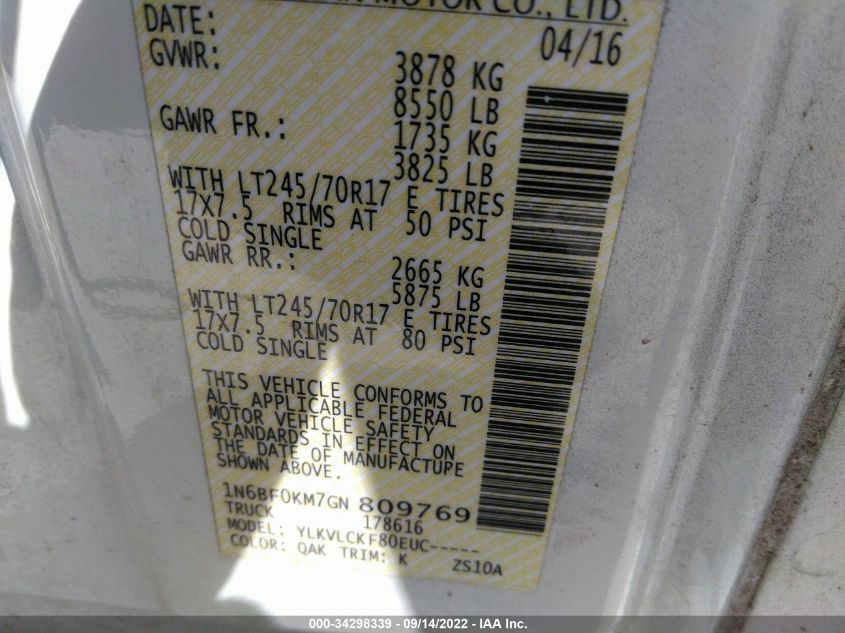 MOTOR CO., LTD.
DATE: 04/16
GVWR: 3878 KG
8550 LB
GAWR FR.: 1735 KG
3825 LB
WITH LT245/70R17 E TIRES
17X7.5 RIMS AT 50 PSI
COLD SINGLE
GAWR RR.: 2665 KG
5875 LB
WITH LT245/70R17 E TIRES
17X7.5 RIMS AT 80 PSI
COLD SINGLE
THIS VEHICLE CONFORMS TO
ALL APPLICABLE FEDERAL
MOTOR VEHICLE SAFETY
STANDARDS IN EFFECT ON
THE DATE OF MANUFACTURE
SHOWN ABOVE.
1N6BF0KM7GN 809769
TRUCK 178616
MODEL: YLKVLCKF80EUC-----
COLOR: QAK TRIM: K ZS10A
000-34298339 - 09/14/2022 - IAA Inc.